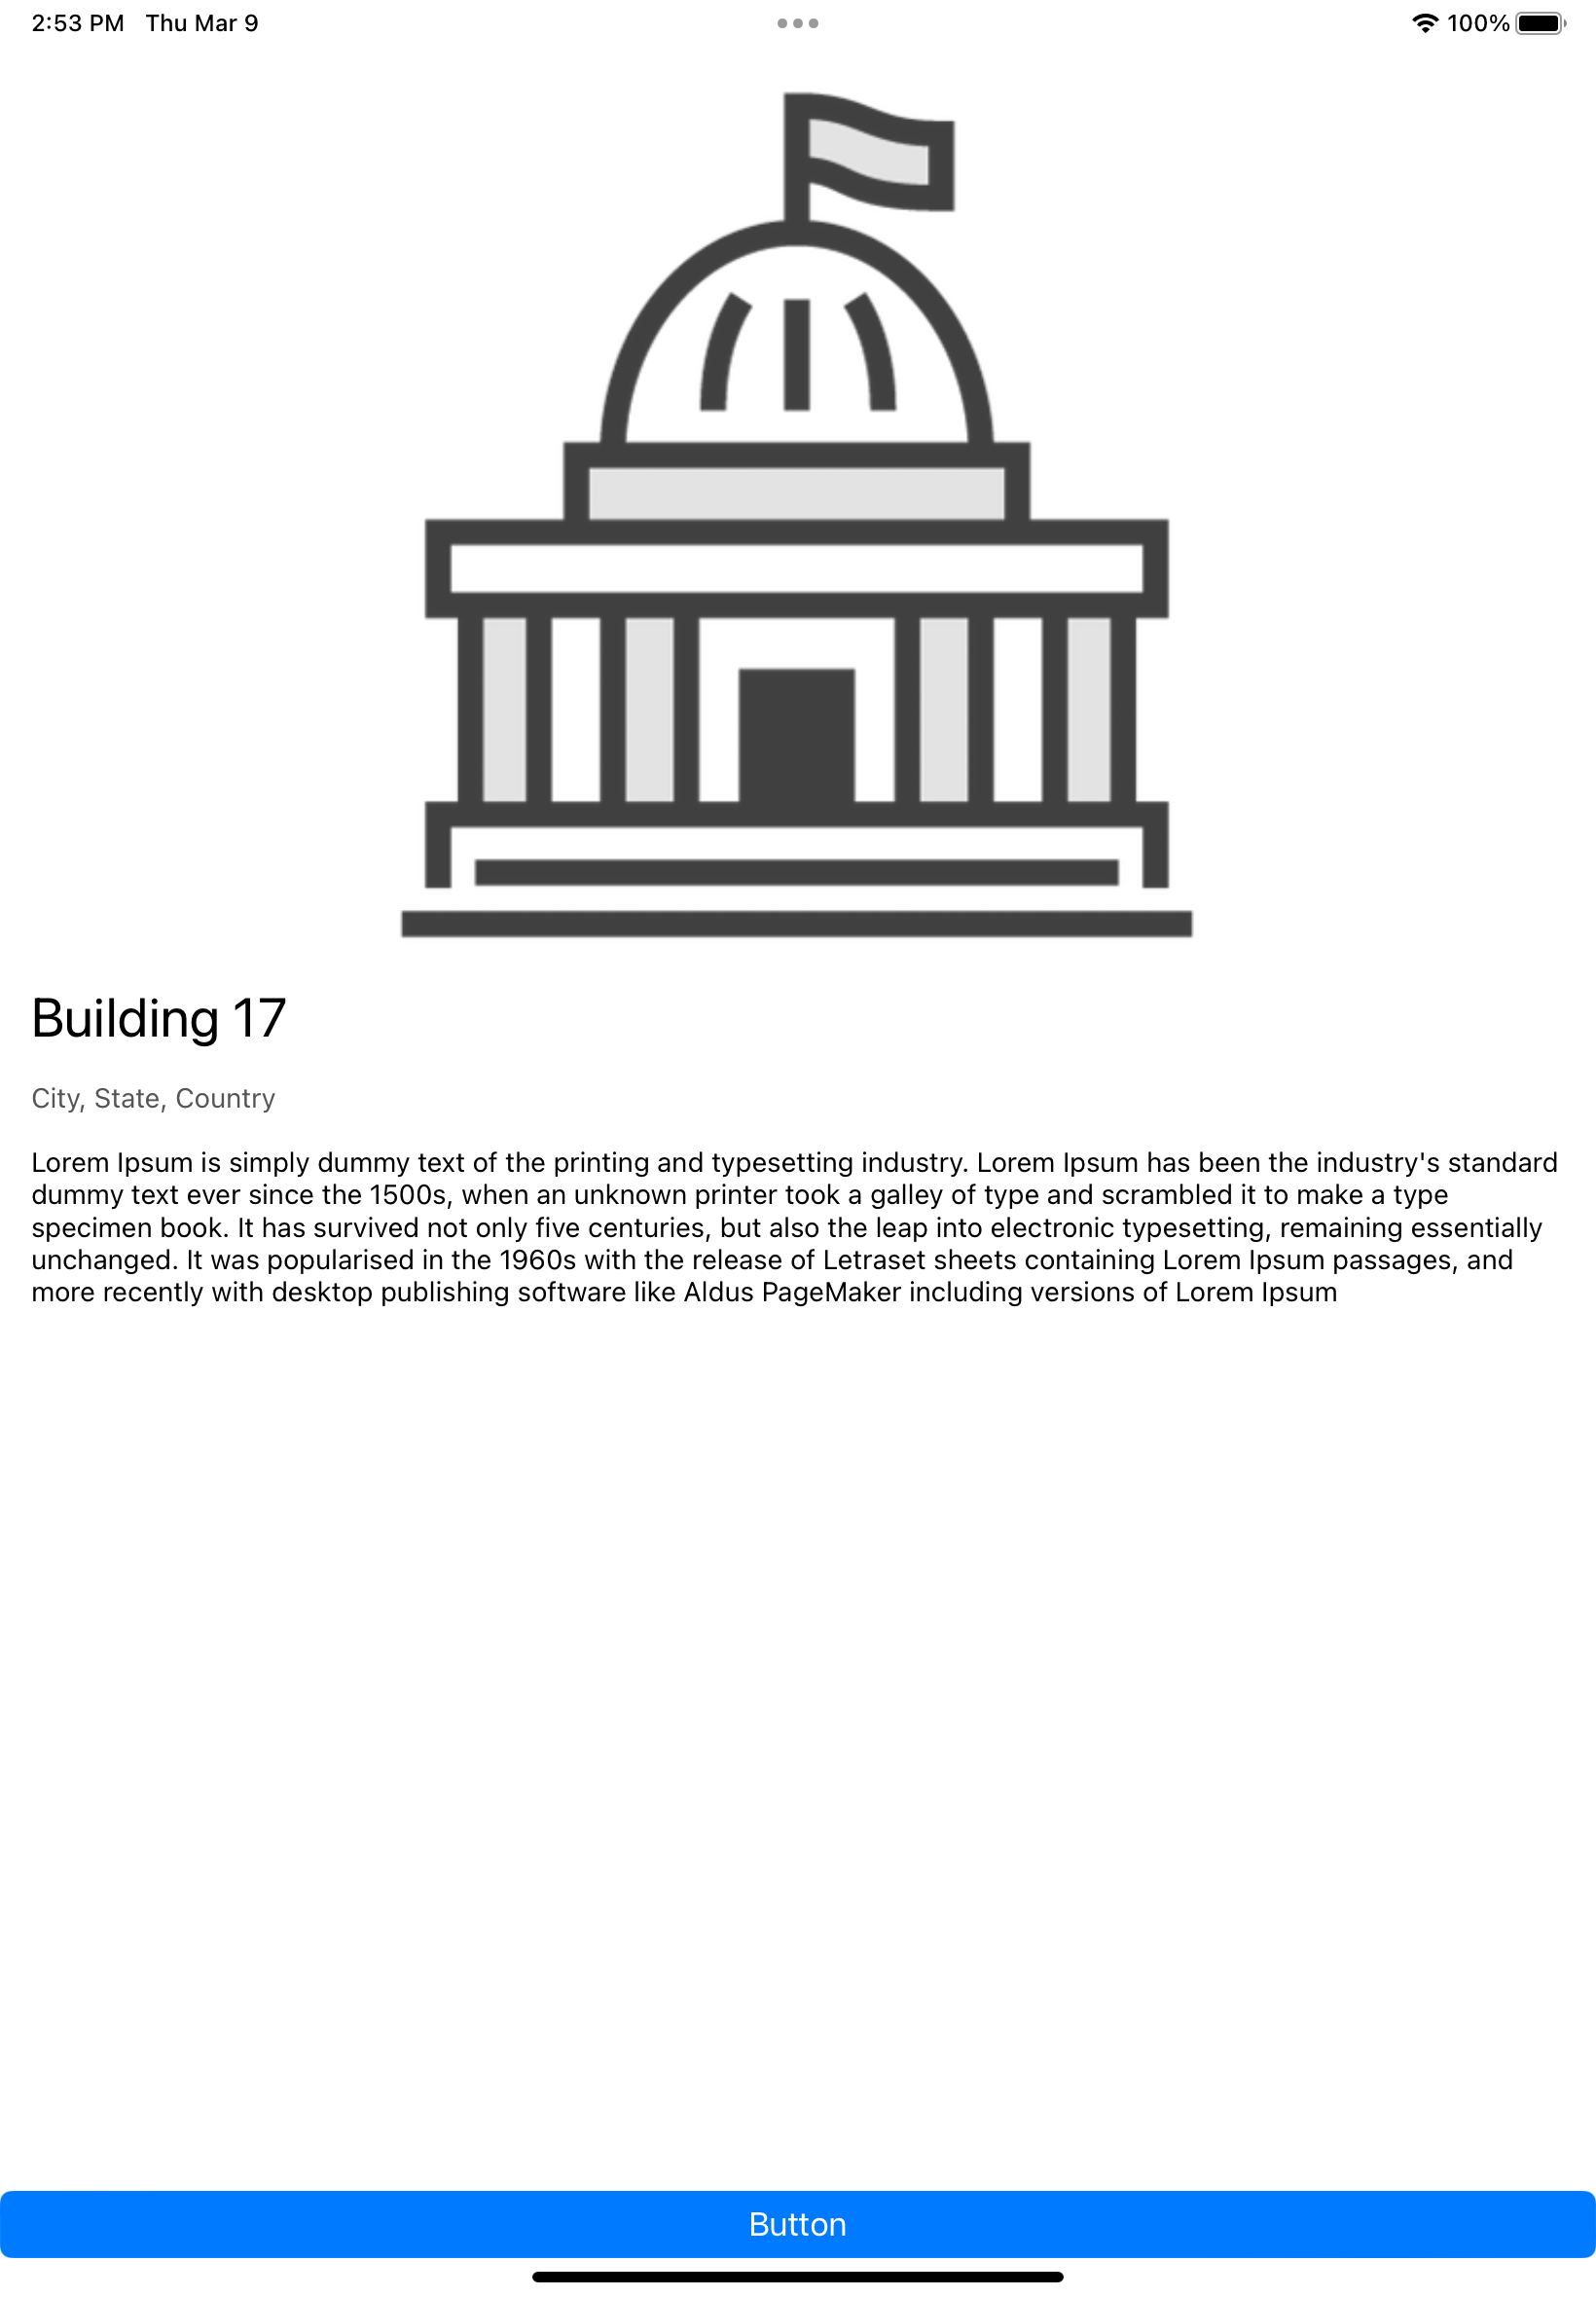 2:53 PM Thu Mar 9
100%
Building 17
City, State, Country
Lorem Ipsum is simply dummy text of the printing and typesetting industry. Lorem Ipsum has been the industry's standard
dummy text ever since the 1500s, when an unknown printer took a galley of type and scrambled it to make a type
specimen book. It has survived not only five centuries, but also the leap into electronic typesetting, remaining essentially
unchanged. It was popularised in the 1960s with the release of Letraset sheets containing Lorem Ipsum passages, and
more recently with desktop publishing software like Aldus PageMaker including versions of Lorem Ipsum
Button